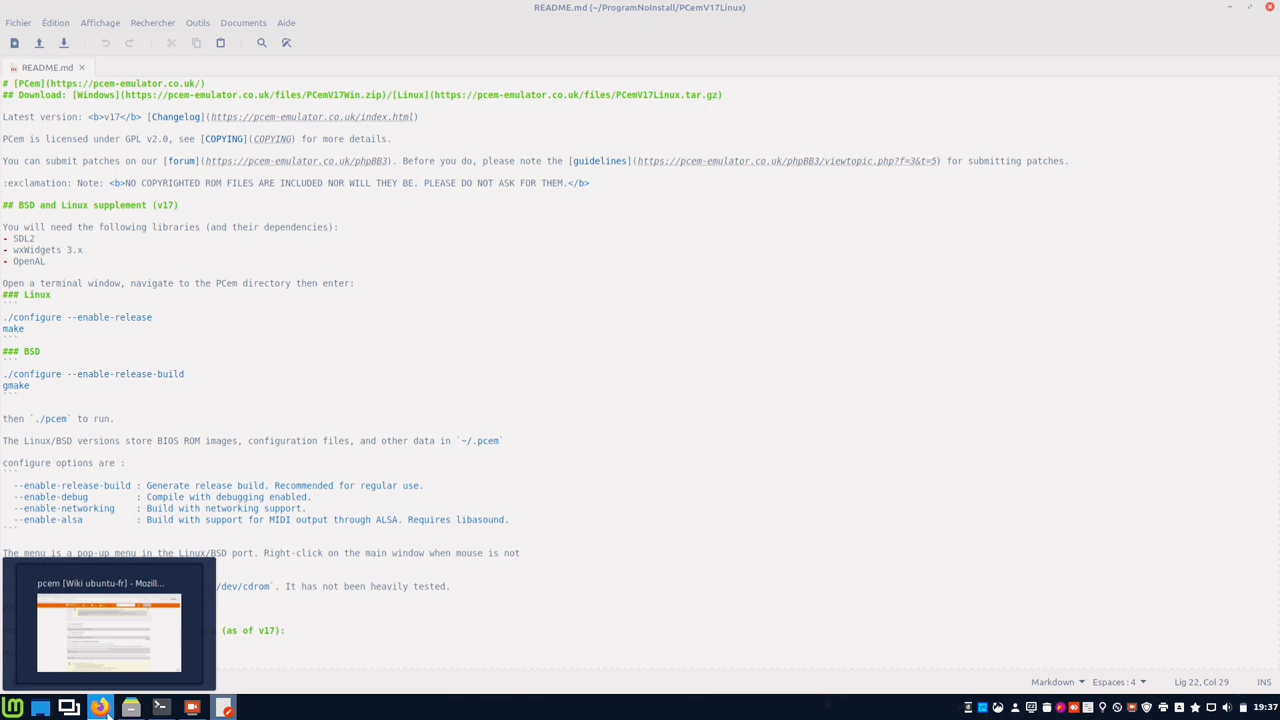 README.md (~/ProgramNoInstall/PCemV17Linux)
Fichier Édition Affichage Rechercher Outils Documents Aide
README.md
# [PCem](https://pcem-emulator.co.uk/)
## Download: [Windows](https://pcem-emulator.co.uk/files/PCemV17Win.zip)/[Linux](https://pcem-emulator.co.uk/files/PCemV17Linux.tar.gz)
Latest version: <b>v17</b> [Changelog](https://pcem-emulator.co.uk/index.html)
PCem is licensed under GPL v2.0, see [COPYING](COPYING) for more details.
You can submit patches on our [forum](https://pcem-emulator.co.uk/phpBB3). Before you do, please note the [guidelines](https://pcem-emulator.co.uk/phpBB3/viewtopic.php?f=3&t=5) for submitting patches.
:exclamation: Note: <b>NO COPYRIGHTED ROM FILES ARE INCLUDED NOR WILL THEY BE. PLEASE DO NOT ASK FOR THEM.</b>
## BSD and Linux supplement (v17)
You will need the following libraries (and their dependencies):
- SDL2
- wxWidgets 3.x
- OpenAL
Open a terminal window, navigate to the PCem directory then enter:
### Linux
```
./configure --enable-release
make
```
### BSD
```
./configure --enable-release-build
gmake
```
then `./pcem` to run.
The Linux/BSD versions store BIOS ROM images, configuration files, and other data in `~/.pcem`
configure options are :
```
--enable-release-build : Generate release build. Recommended for regular use.
--enable-debug : Compile with debugging enabled.
--enable-networking : Build with networking support.
--enable-alsa : Build with support for MIDI output through ALSA. Requires libasound.
```
The menu is a pop-up menu in the Linux/BSD port. Right-click on the main window when mouse is not
/dev/cdrom`. It has not been heavily tested.
(as of v17):
pcem [Wiki ubuntu-fr] - Mozill...
Markdown Espaces : 4 Lig 22, Col 29 INS
19:37